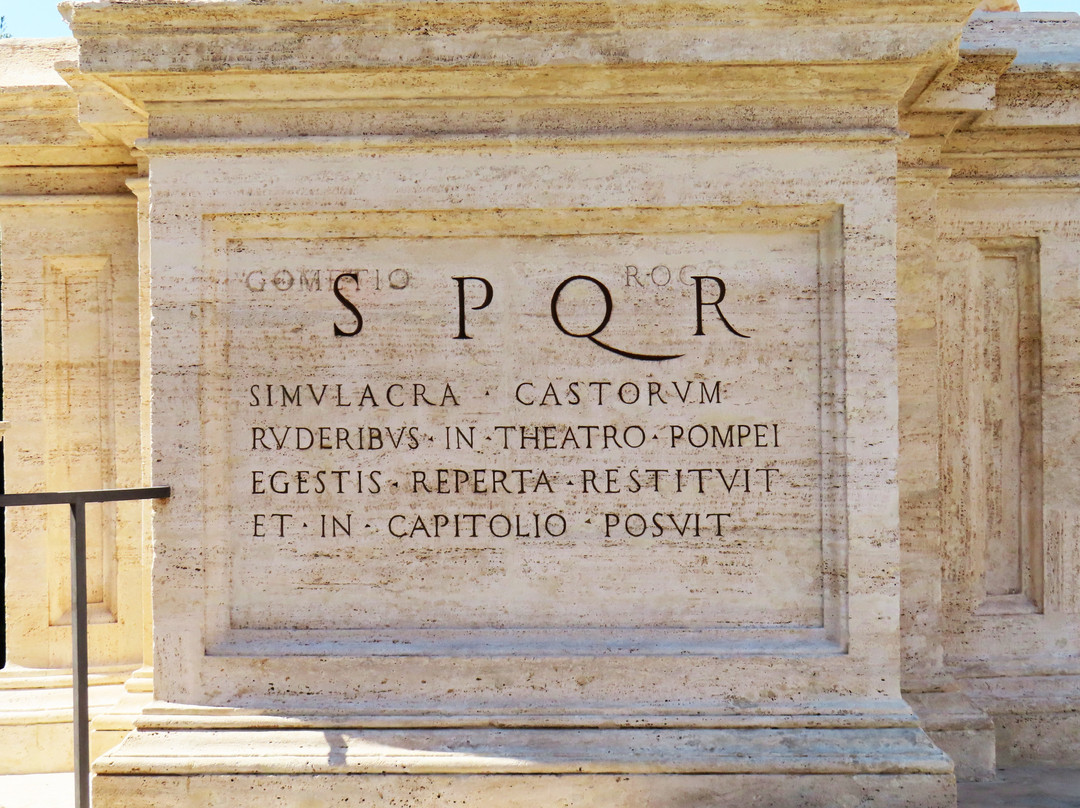 S P Q R
SIMVLACRA · CASTORVM
RVDERIBVS · IN · THEATRO · POMPEI
EGESTIS · REPERTA · RESTITVIT
ET · IN · CAPITOLIO · POSVIT